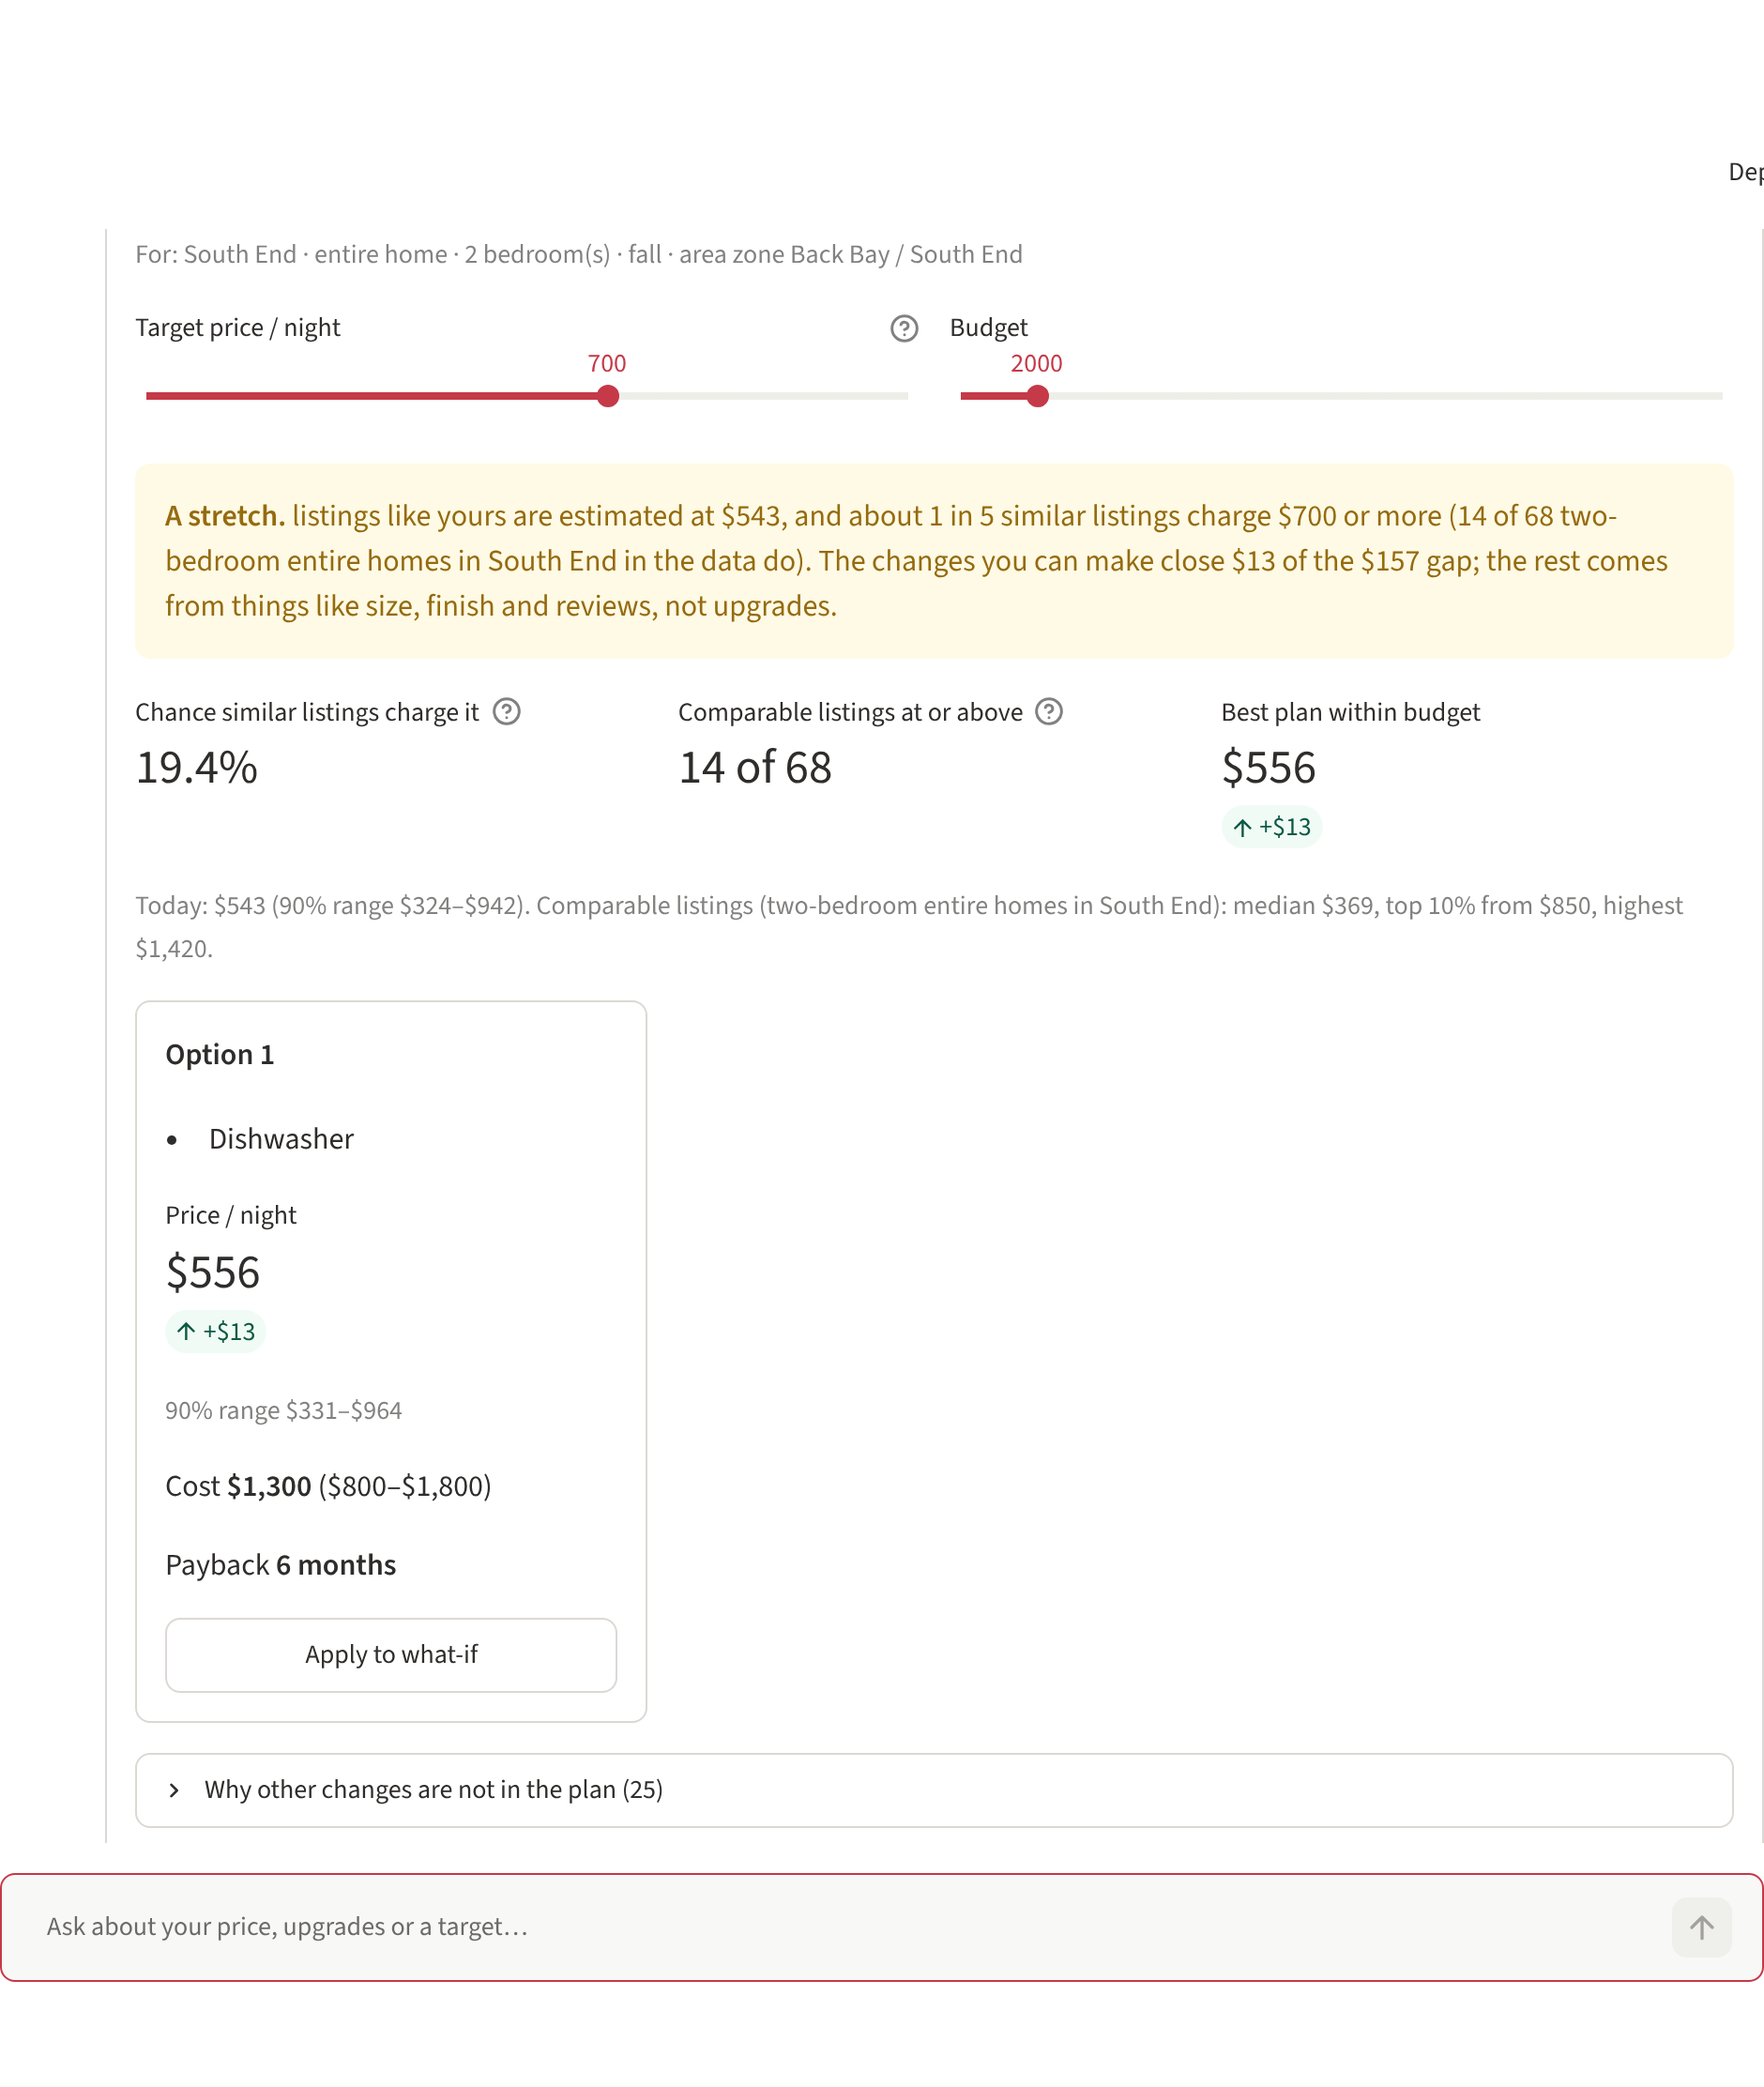 Dep
For: South End · entire home · 2 bedroom(s) · fall · area zone Back Bay / South End
Target price / night
Budget
700
2000
A stretch. listings like yours are estimated at $543, and about 1 in 5 similar listings charge $700 or more (14 of 68 two-
bedroom entire homes in South End in the data do). The changes you can make close $13 of the $157 gap; the rest comes
from things like size, finish and reviews, not upgrades.
Chance similar listings charge it
Comparable listings at or above
Best plan within budget
19.4%
14 of 68
$556
+$13
Today: $543 (90% range $324–$942). Comparable listings (two-bedroom entire homes in South End): median $369, top 10% from $850, highest
$1,420.
Option 1
• Dishwasher
Price / night
$556
+$13
90% range $331–$964
Cost $1,300 ($800–$1,800)
Payback 6 months
Apply to what-if
Why other changes are not in the plan (25)
Ask about your price, upgrades or a target…